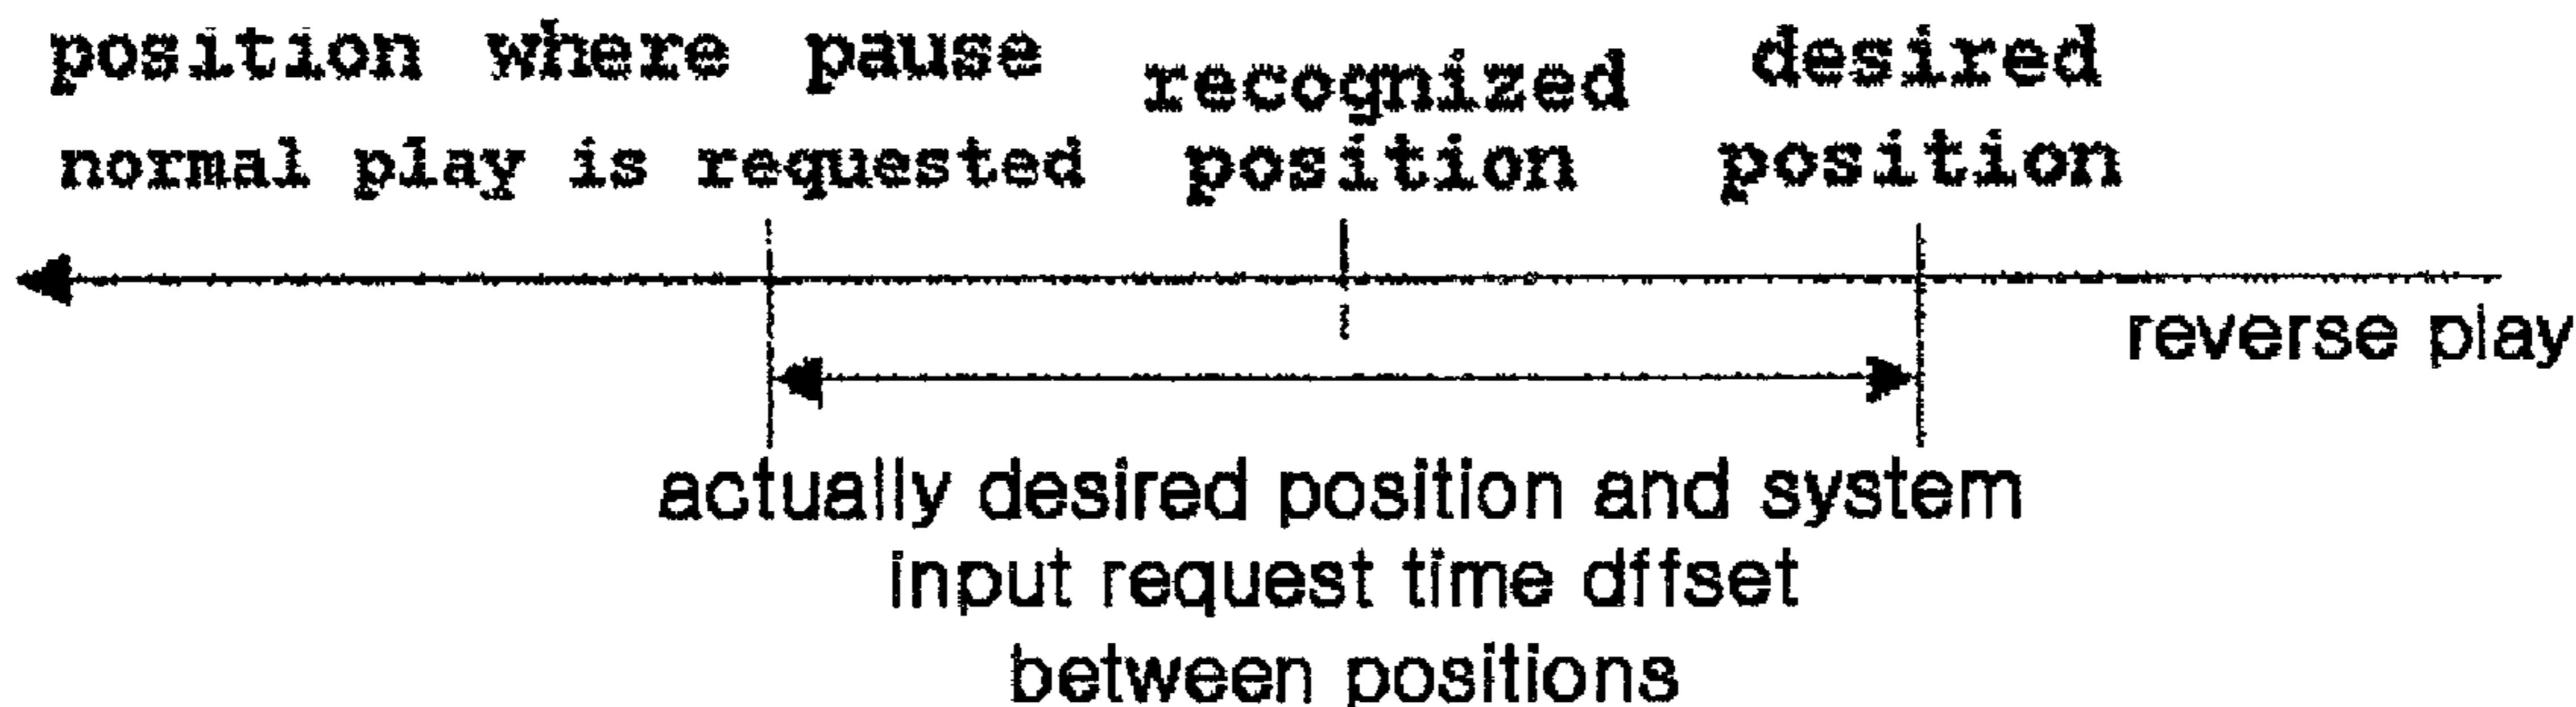 position where pause
normal play is requested
recognized
position
desired
position
reverse play
actually desired position and system
input request time dffset
between positions